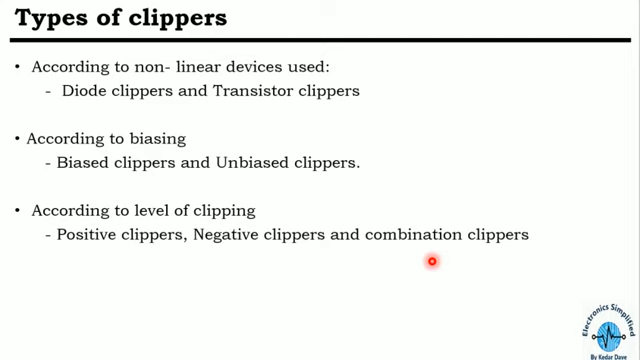 Types of clippers
• According to non- linear devices used:
- Diode clippers and Transistor clippers
• According to biasing
- Biased clippers and Unbiased clippers.
• According to level of clipping
- Positive clippers, Negative clippers and combination clippers
Electronics Simplified
By Kedar Dave